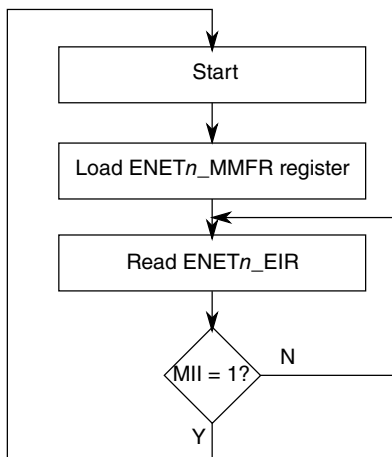 Start
Load ENETn_MMFR register
Read ENETn_EIR
MII = 1?
N
Y